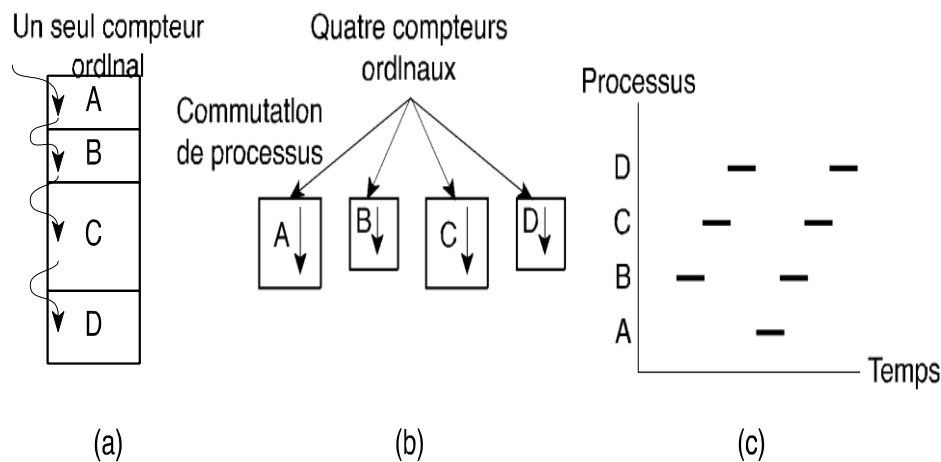 Un seul compteur
ordInal
A
B
C
D
(a)
Quatre compteurs
ordInaux
Commutation
de processus
A
B
C
D
(b)
Processus
D
C
B
A
Temps
(c)